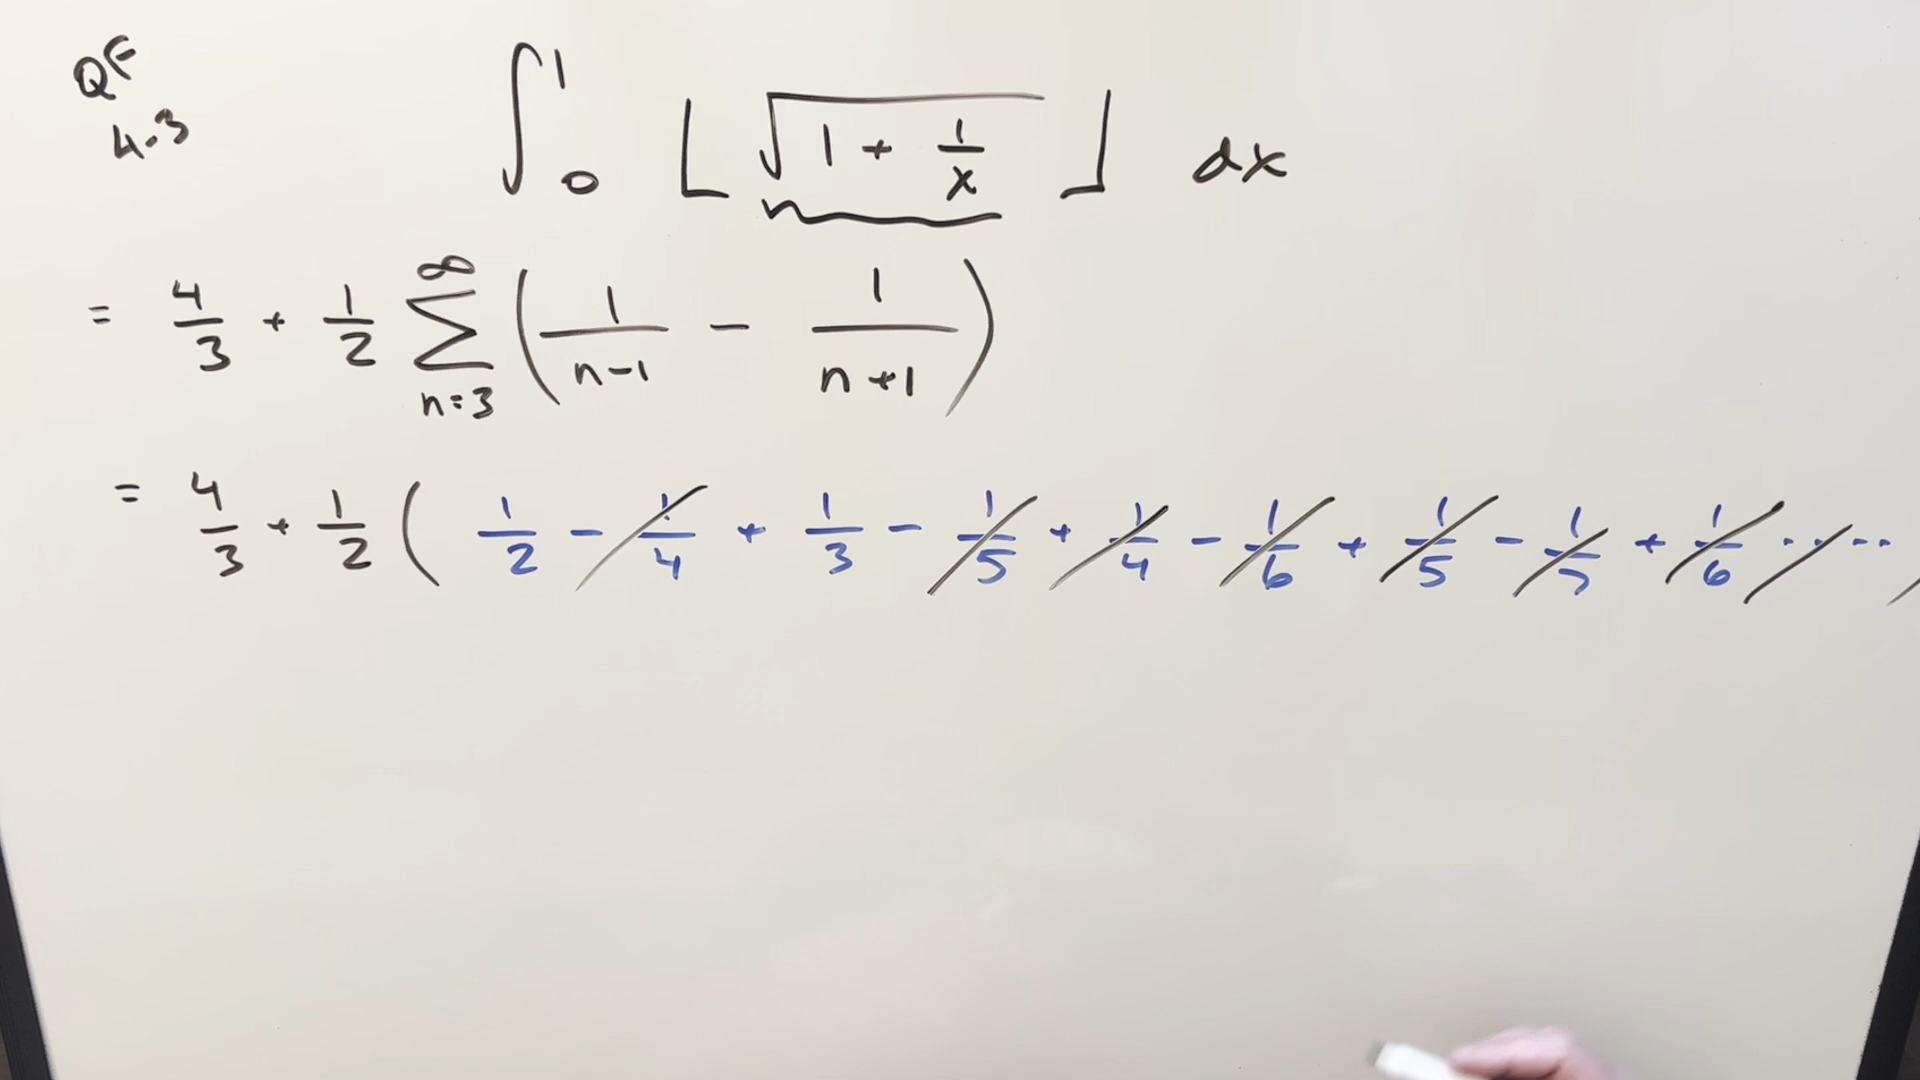 QF
4.3
∫₀¹ ⌊√(1 + 1/x)⌋ dx
= 4/3 + 1/2 ∑_{n=3}^{∞} (1/(n-1) - 1/(n+1))
= 4/3 + 1/2 (1/2 - 1/4 + 1/3 - 1/5 + 1/4 - 1/6 + 1/5 - 1/7 + 1/6 ..... )